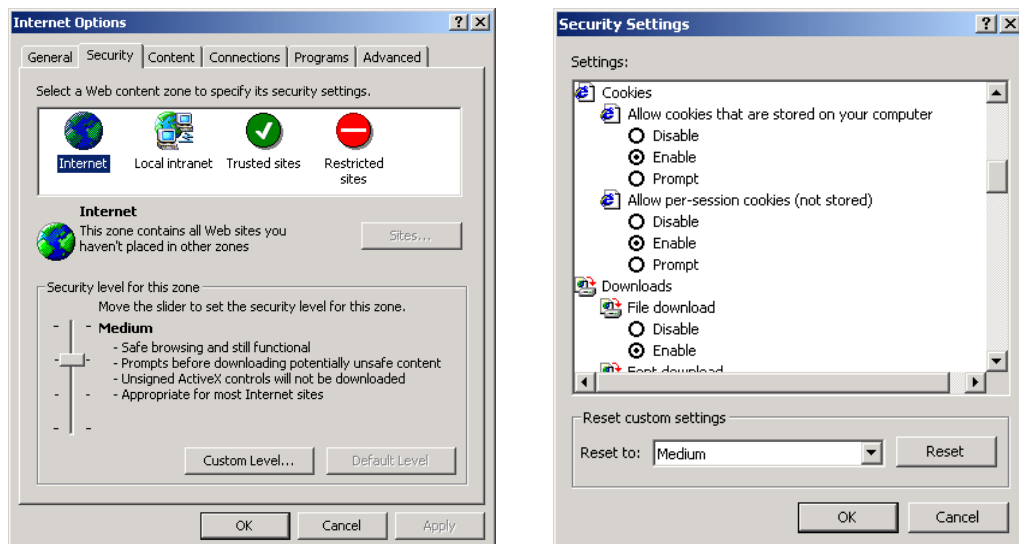 Internet Options
General Security Content Connections Programs Advanced
Select a Web content zone to specify its security settings.
Internet Local intranet Trusted sites Restricted
sites
Internet
This zone contains all Web sites you
haven't placed in other zones
Sites...
Security level for this zone
Move the slider to set the security level for this zone.
Medium
- Safe browsing and still functional
- Prompts before downloading potentially unsafe content
- Unsigned ActiveX controls will not be downloaded
- Appropriate for most Internet sites
Custom Level... Default Level
OK Cancel Apply
Security Settings
Settings:
Cookies
Allow cookies that are stored on your computer
Disable
Enable
Prompt
Allow per-session cookies (not stored)
Disable
Enable
Prompt
Downloads
File download
Disable
Enable
Font download
Reset custom settings
Reset to: Medium Reset
OK Cancel